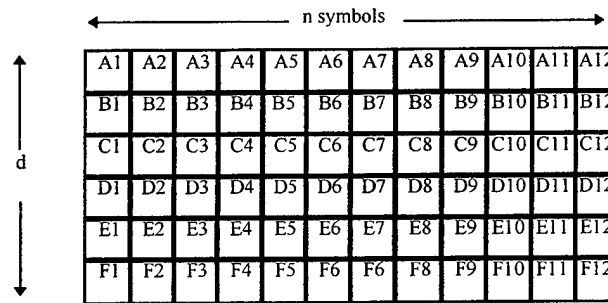 n symbols
A1 A2 A3 A4 A5 A6 A7 A8 A9 A10 A11 A12
B1 B2 B3 B4 B5 B6 B7 B8 B9 B10 B11 B12
C1 C2 C3 C4 C5 C6 C7 C8 C9 C10 C11 C12
d
D1 D2 D3 D4 D5 D6 D7 D8 D9 D10 D11 D12
E1 E2 E3 E4 E5 E6 E7 E8 E9 E10 E11 E12
F1 F2 F3 F4 F5 F6 F6 F8 F9 F10 F11 F12